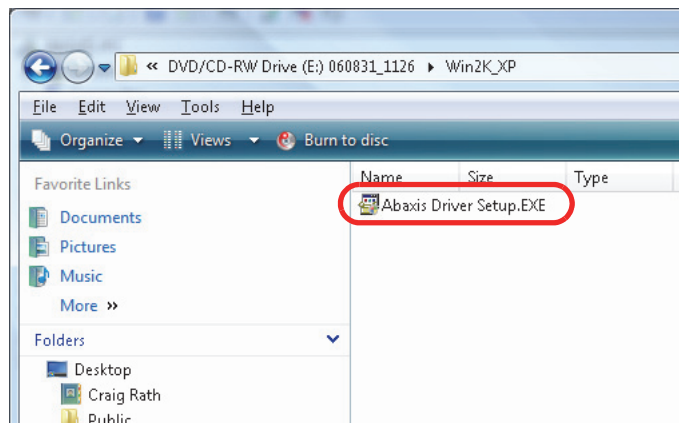 « DVD/CD-RW Drive (E:) 060831_1126 ▸ Win2K_XP
File Edit View Tools Help
Organize Views Burn to disc
Favorite Links
Documents
Pictures
Music
More »
Folders
Desktop
Craig Rath
Public
Name Size Type
Abaxis Driver Setup.EXE